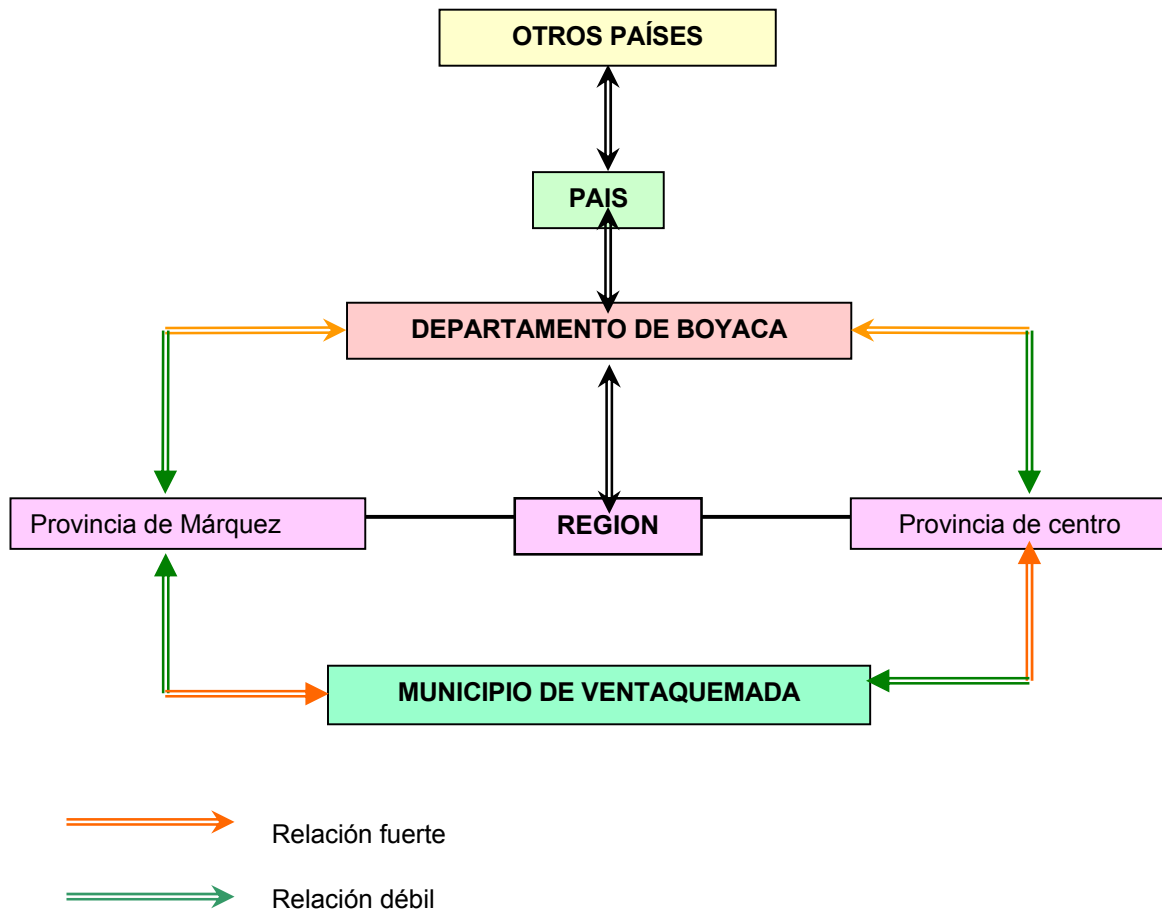 OTROS PAÍSES
PAIS
DEPARTAMENTO DE BOYACA
Provincia de Márquez
REGION
Provincia de centro
MUNICIPIO DE VENTAQUEMADA
Relación fuerte
Relación débil